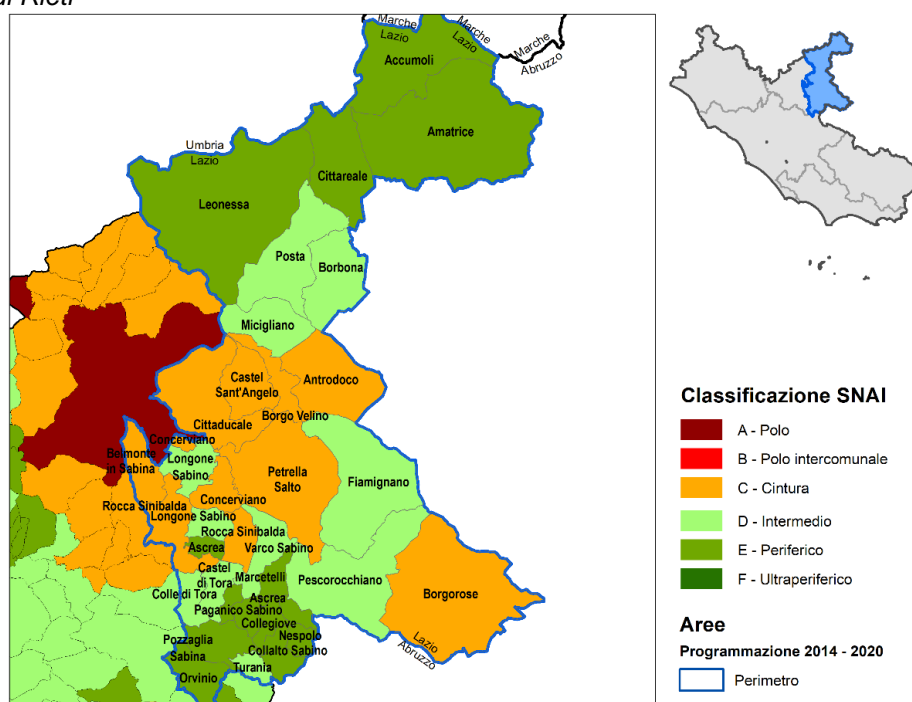 Marche
Lazio
Marche
Lazio
Marche
Abruzzo
Accumoli
Amatrice
Umbria
Lazio
Cittareale
Leonessa
Posta
Borbona
Micigliano
Castel
Sant'Angelo
Antrodoco
Borgo Velino
Cittaducale
Concerviano
Belmonte
in Sabina
Longone
Sabino
Petrella
Salto
Fiamignano
Rocca Sinibalda
Concerviano
Longone Sabino
Rocca Sinibalda
Ascrea
Varco Sabino
Castel
di Tora
Marcetelli
Pescorocchiano
Borgorose
Colle di Tora
Ascrea
Paganico Sabino
Collegiove
Nespolo
Pozzaglia
Sabina
Collalto Sabino
Lazio
Abruzzo
Turania
Orvinio
Classificazione SNAI
A - Polo
B - Polo intercomunale
C - Cintura
D - Intermedio
E - Periferico
F - Ultraperiferico
Aree
Programmazione 2014 - 2020
Perimetro